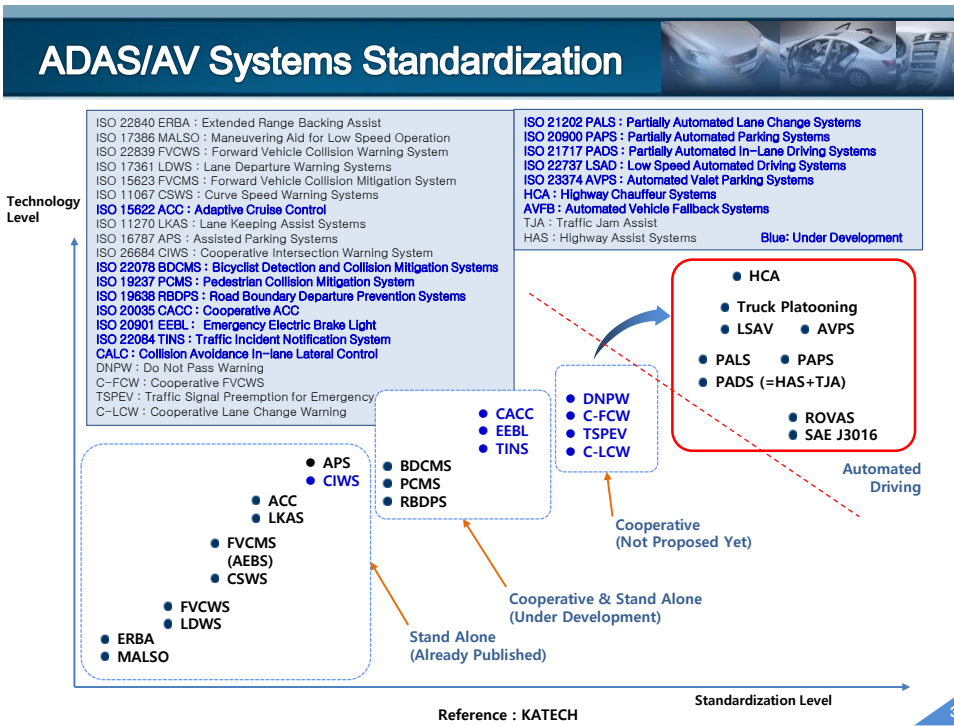 ADAS/AV Systems Standardization
ISO 22840 ERBA : Extended Range Backing Assist
ISO 17386 MALSO : Maneuvering Aid for Low Speed Operation
ISO 22839 FVCWS : Forward Vehicle Collision Warning System
ISO 17361 LDWS : Lane Departure Warning Systems
ISO 15623 FVCMS : Forward Vehicle Collision Mitigation System
ISO 11067 CSWS : Curve Speed Warning Systems
ISO 15622 ACC : Adaptive Cruise Control
ISO 11270 LKAS : Lane Keeping Assist Systems
ISO 16787 APS : Assisted Parking Systems
ISO 26684 CIWS : Cooperative Intersection Warning System
ISO 22078 BDCMS : Bicyclist Detection and Collision Mitigation Systems
ISO 19237 PCMS : Pedestrian Collision Mitigation System
ISO 19638 RBDPS : Road Boundary Departure Prevention Systems
ISO 20035 CACC : Cooperative ACC
ISO 20901 EEBL : Emergency Electric Brake Light
ISO 22084 TINS : Traffic Incident Notification System
CALC : Collision Avoidance In-lane Lateral Control
DNPW : Do Not Pass Warning
C-FCW : Cooperative FVCWS
TSPEV : Traffic Signal Preemption for Emergency
C-LCW : Cooperative Lane Change Warning
ISO 21202 PALS : Partially Automated Lane Change Systems
ISO 20900 PAPS : Partially Automated Parking Systems
ISO 21717 PADS : Partially Automated In-Lane Driving Systems
ISO 22737 LSAD : Low Speed Automated Driving Systems
ISO 23374 AVPS : Automated Valet Parking Systems
HCA : Highway Chauffeur Systems
AVFB : Automated Vehicle Fallback Systems
TJA : Traffic Jam Assist
HAS : Highway Assist Systems Blue: Under Development
Technology
Level
HCA
Truck Platooning
LSAV AVPS
PALS PAPS
PADS (=HAS+TJA)
ROVAS
SAE J3016
Automated
Driving
DNPW
C-FCW
TSPEV
C-LCW
Cooperative
(Not Proposed Yet)
CACC
EEBL
TINS
BDCMS
PCMS
RBDPS
Cooperative & Stand Alone
(Under Development)
APS
CIWS
ACC
LKAS
FVCMS
(AEBS)
CSWS
FVCWS
LDWS
ERBA
MALSO
Stand Alone
(Already Published)
Standardization Level
Reference : KATECH
3